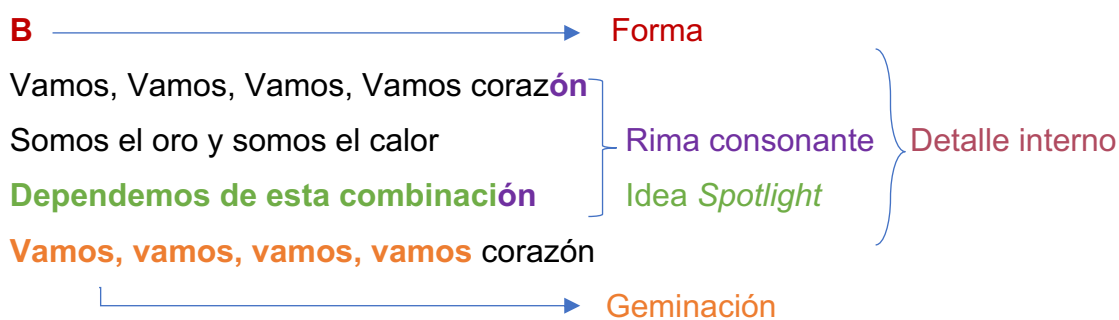 B Forma
Vamos, Vamos, Vamos, Vamos corazón
Somos el oro y somos el calor Rima consonante Detalle interno
Dependemos de esta combinación Idea Spotlight
Vamos, vamos, vamos, vamos corazón
Geminación